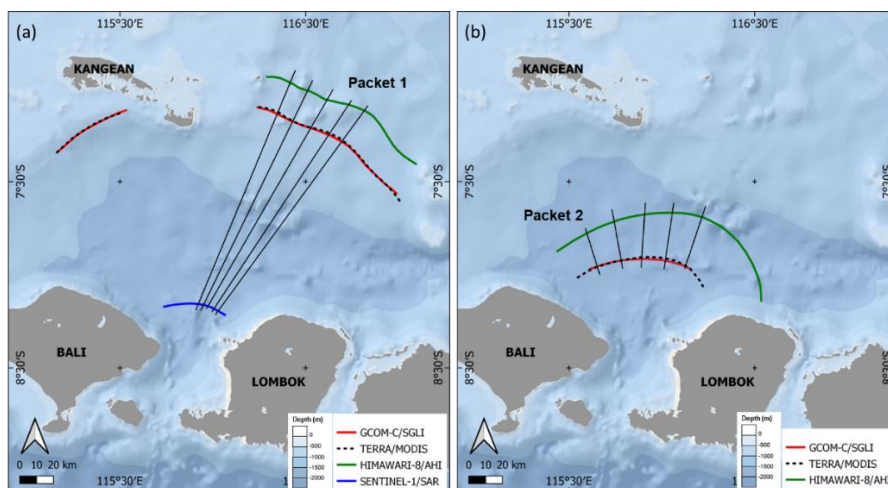 (a)
115°30'E
116°30'E
KANGEAN
Packet 1
7°30'S
BALI
8°30'S
LOMBOK
Depth (m)
0
-500
-1000
-1500
-2000
GCOM-C/SGLI
TERRA/MODIS
HIMAWARI-8/AHI
SENTINEL-1/SAR
0 10 20 km
115°30'E
(b)
115°30'E
116°30'E
KANGEAN
7°30'S
Packet 2
BALI
8°30'S
LOMBOK
Depth (m)
0
-500
-1000
-1500
-2000
GCOM-C/SGLI
TERRA/MODIS
HIMAWARI-8/AHI
0 10 20 km
115°30'E